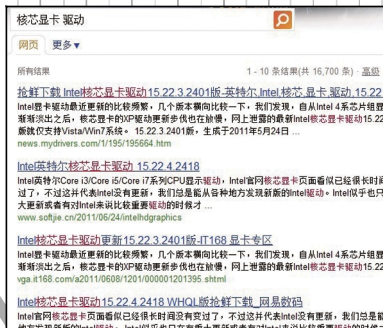 核芯显卡 驱动
网页 更多▼
所有结果 1 - 10 条结果(共 16,700 条) · 高级
抢鲜下载 Intel核芯显卡驱动15.22.3.2401版-英特尔,Intel,核芯,显卡,驱动,15.22
Intel显卡驱动最近更新的比较频繁，几个版本横向比较一下，我们发现，自从Intel 4系芯片组显
渐渐淡出之后，核芯显卡的XP驱动更新步伐也在放慢，网上泄露的最新Intel核芯显卡驱动15.22
版就仅支持Vista/Win7系统。 15.22.3.2401版，生成于2011年5月24日 ...
news.mydrivers.com/1/195/195664.htm
Intel英特尔核芯显卡驱动 15.22.4.2418
Intel英特尔Core i3/Core i5/Core i7系列CPU显示驱动，Intel官网核芯显卡页面看似已经很长时间
过了，不过这并代表Intel没有更新，我们总是能从各种地方发现新版的Intel驱动。Intel似乎也只
大更新或者有对Intel来说比较重要驱动的时候才 ...
www.softjie.cn/2011/06/24/intelhdgraphics
Intel核芯显卡驱动更新15.22.3.2401版-IT168 显卡专区
Intel显卡驱动最近更新的比较频繁，几个版本横向比较一下，我们发现，自从Intel 4系芯片组显
渐渐淡出之后，核芯显卡的XP驱动更新步伐也在放慢，网上泄露的最新Intel核芯显卡驱动15.22
vga.it168.com/a2011/0608/1201/000001201395.shtml
Intel核芯显卡驱动15.22.4.2418 WHQL版抢鲜下载_网易数码
Intel官网核芯显卡页面看似已经很长时间没有变过了，不过这并代表Intel没有更新，我们总是能